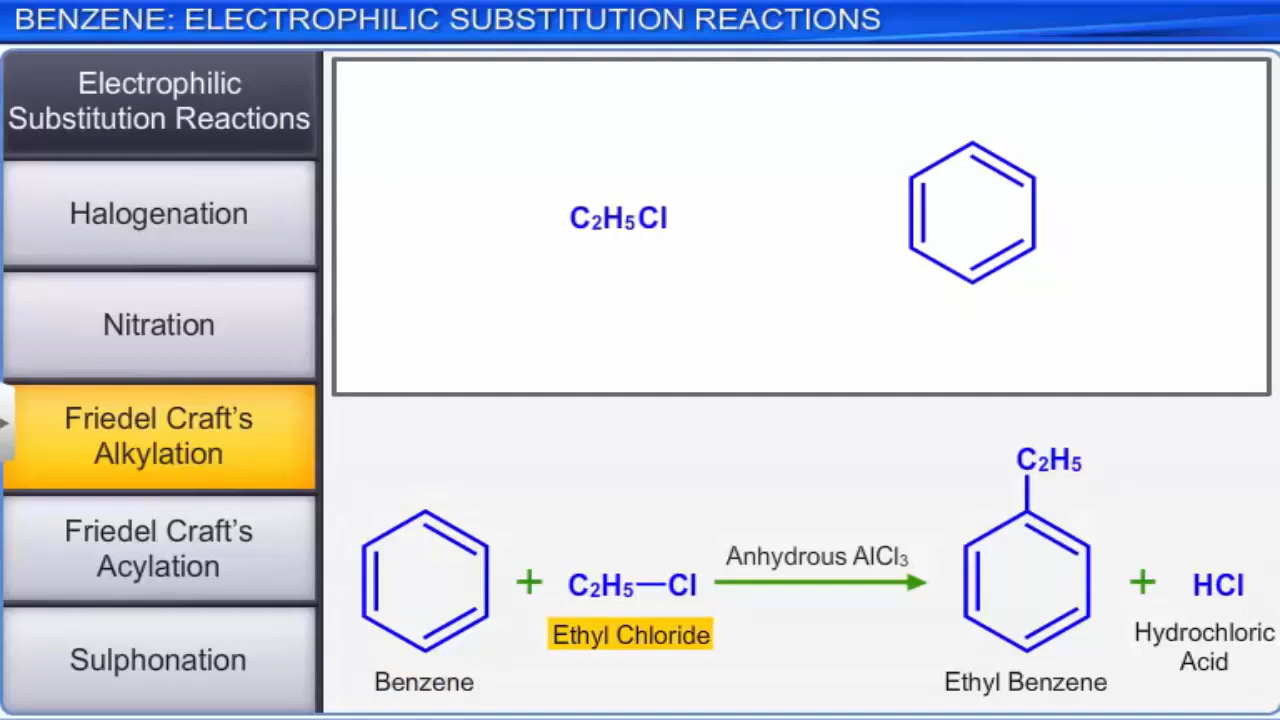 BENZENE: ELECTROPHILIC SUBSTITUTION REACTIONS
Electrophilic
Substitution Reactions
Halogenation
Nitration
Friedel Craft’s
Alkylation
Friedel Craft’s
Acylation
Sulphonation
C₂H₅Cl
C₂H₅
Anhydrous AlCl₃
+ C₂H₅—Cl
+ HCl
Ethyl Chloride
Hydrochloric
Acid
Benzene
Ethyl Benzene